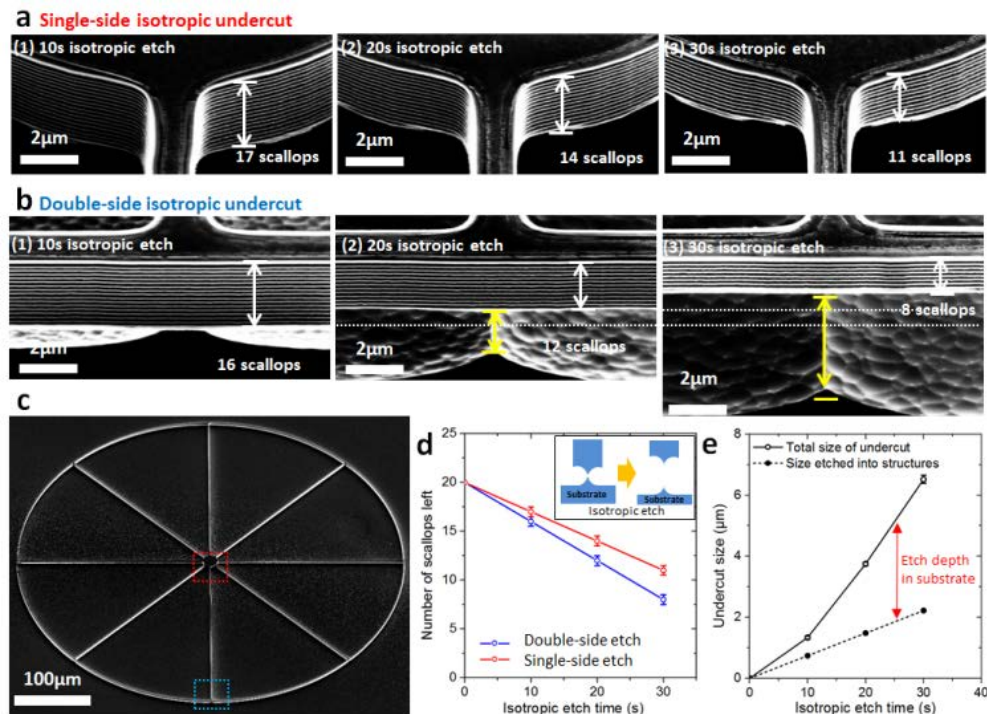 a Single-side isotropic undercut
(1) 10s isotropic etch
2μm
17 scallops
(2) 20s isotropic etch
2μm
14 scallops
(3) 30s isotropic etch
2μm
11 scallops
b Double-side isotropic undercut
(1) 10s isotropic etch
2μm
16 scallops
(2) 20s isotropic etch
2μm
12 scallops
(3) 30s isotropic etch
8 scallops
2μm
c
100μm
d
25
20
15
10
5
0
Number of scallops left
Substrate
Substrate
Isotropic etch
Double-side etch
Single-side etch
0
10
20
30
Isotropic etch time (s)
e
8
6
4
2
0
Undercut size (μm)
Total size of undercut
Size etched into structures
Etch depth
in substrate
0
10
20
30
40
Isotropic etch time (s)